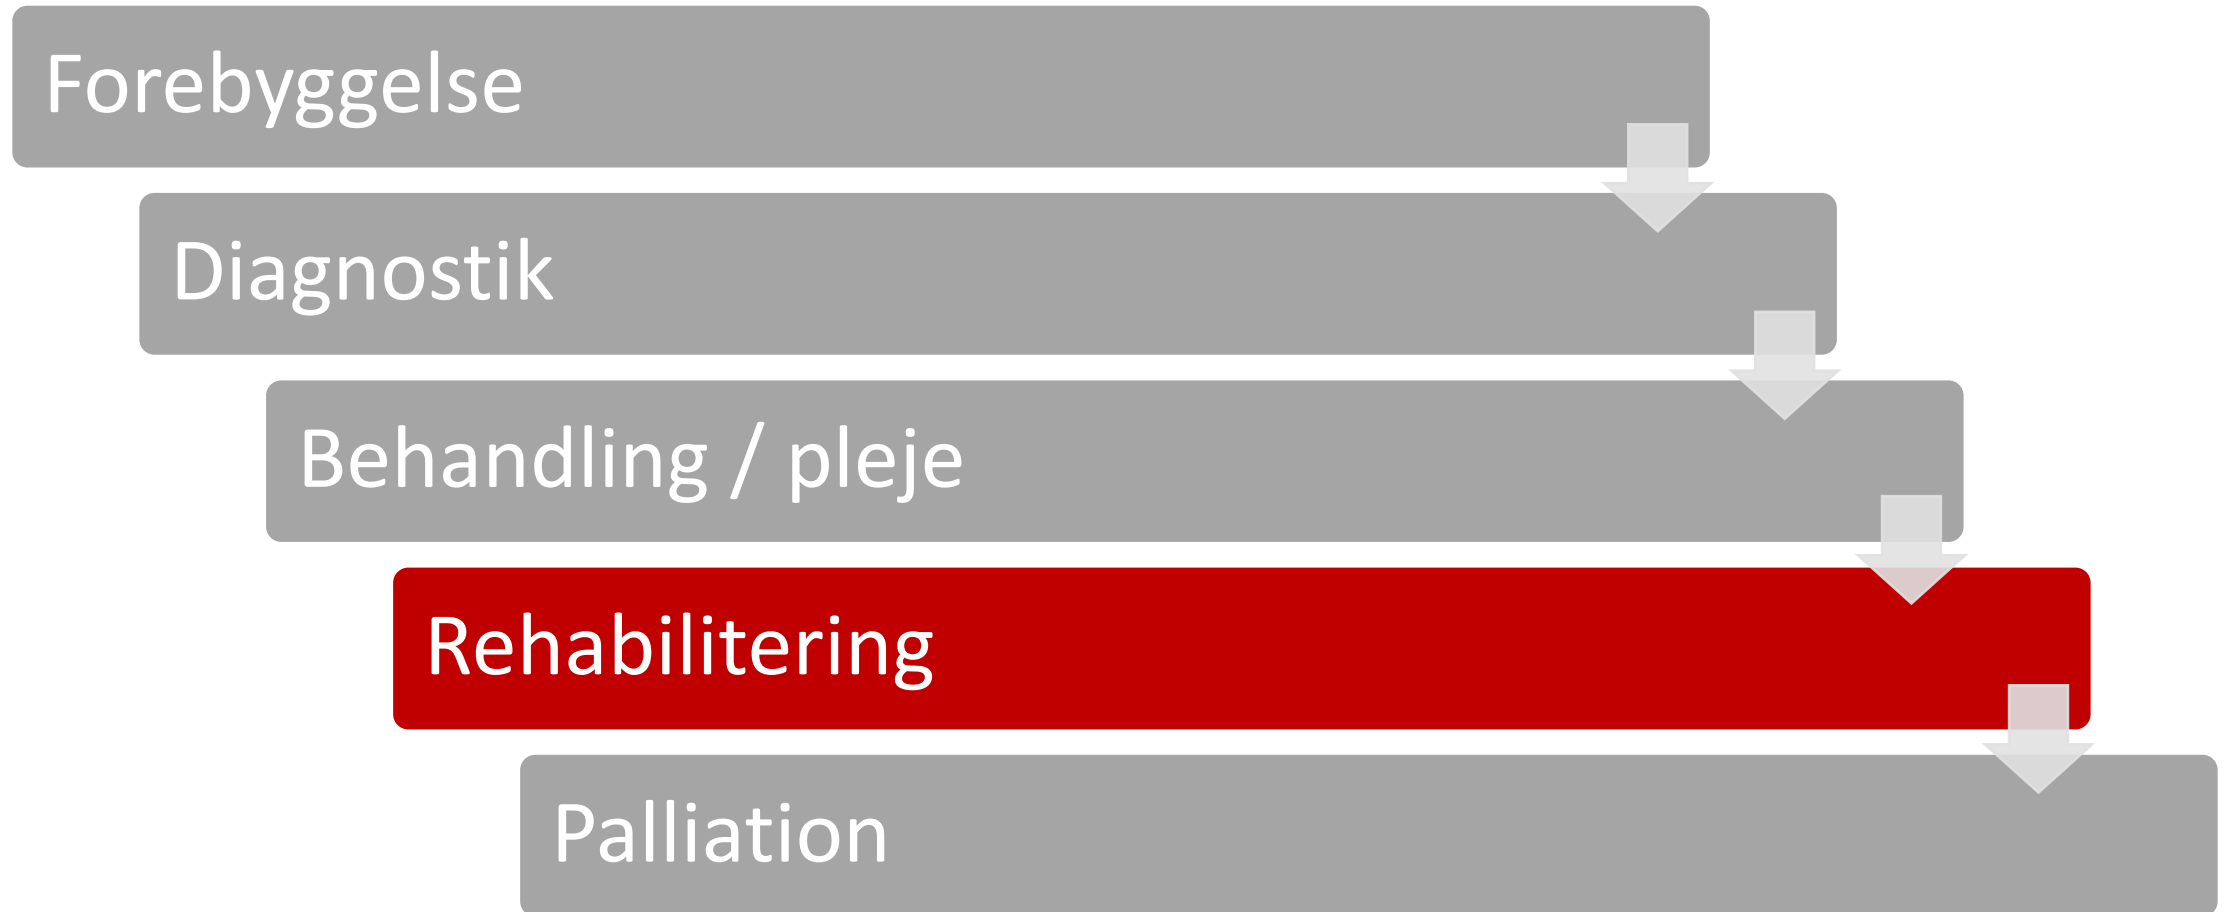 Forebyggelse
Diagnostik
Behandling / pleje
Rehabilitering
Palliation